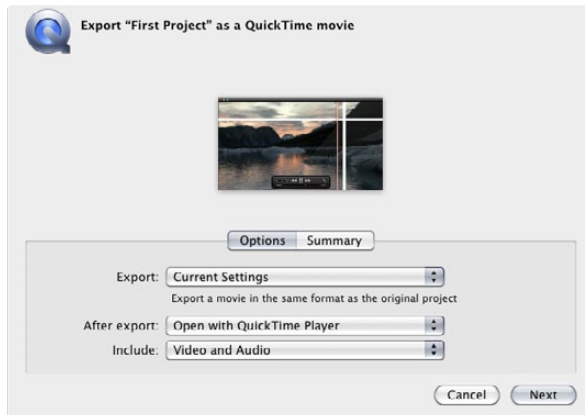 Export “First Project” as a QuickTime movie
Options Summary
Export: Current Settings
Export a movie in the same format as the original project
After export: Open with QuickTime Player
Include: Video and Audio
Cancel Next